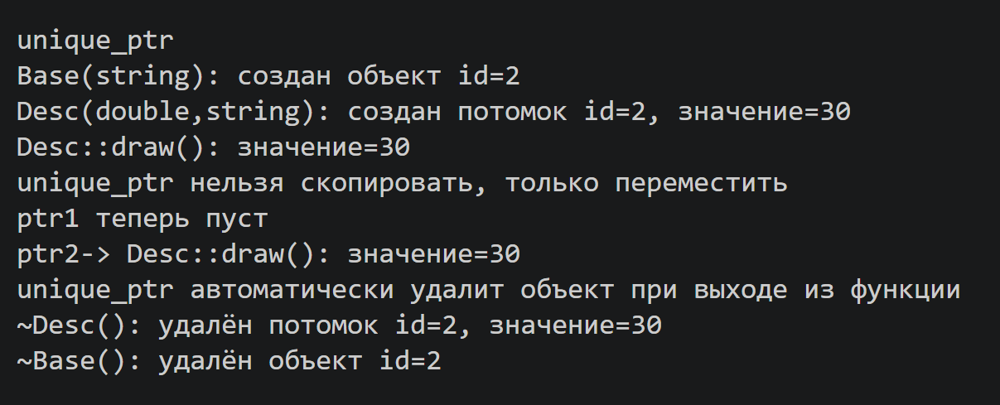 unique_ptr
Base(string): создан объект id=2
Desc(double,string): создан потомок id=2, значение=30
Desc::draw(): значение=30
unique_ptr нельзя скопировать, только переместить
ptr1 теперь пуст
ptr2-> Desc::draw(): значение=30
unique_ptr автоматически удалит объект при выходе из функции
~Desc(): удалён потомок id=2, значение=30
~Base(): удалён объект id=2